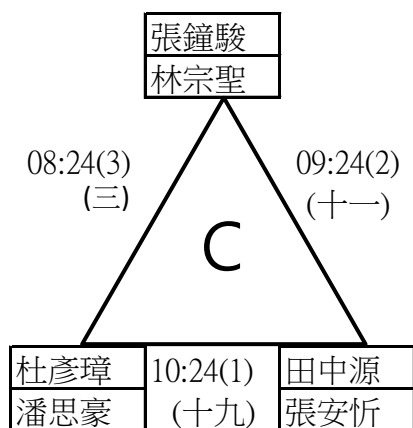 張鐘駿
林宗聖
08:24(3)
(三)
09:24(2)
(十一)
C
杜彥璋
潘思豪
10:24(1)
(十九)
田中源
張安忻